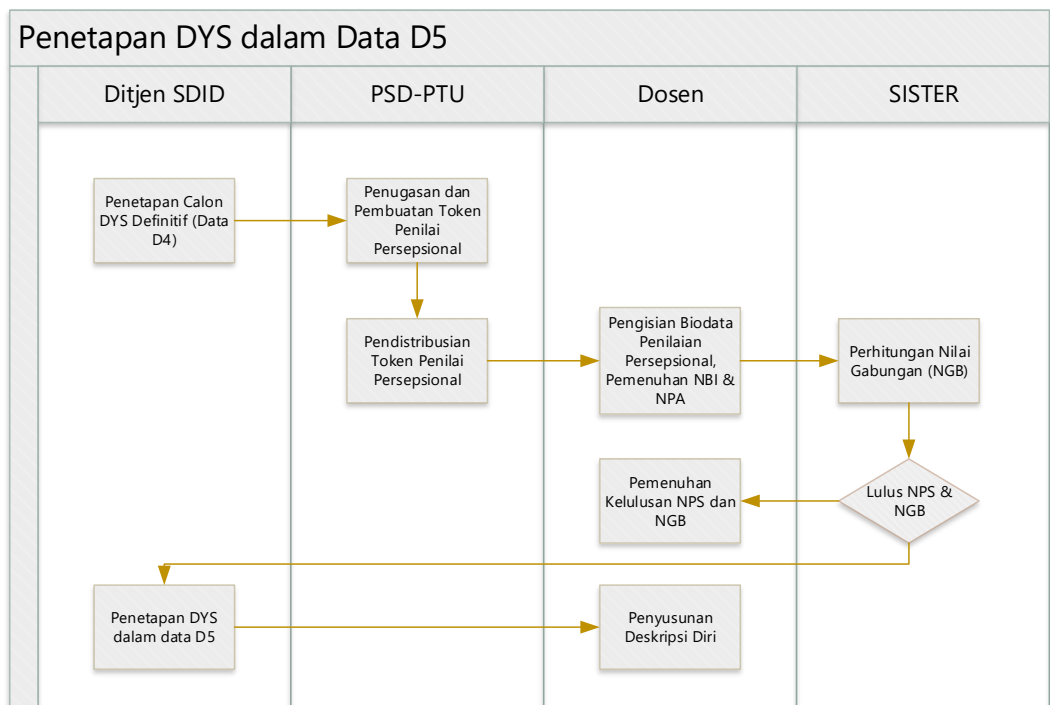 Penetapan DYS dalam Data D5
Ditjen SDID
PSD-PTU
Dosen
SISTER
Penetapan Calon
DYS Definitif (Data
D4)
Penugasan dan
Pembuatan Token
Penilai
Persepsional
Pendistribusian
Token Penilai
Persepsional
Pengisian Biodata
Penilaian
Persepsional,
Pemenuhan NBI &
NPA
Perhitungan Nilai
Gabungan (NGB)
Pemenuhan
Kelulusan NPS dan
NGB
Lulus NPS &
NGB
Penetapan DYS
dalam data D5
Penyusunan
Deskripsi Diri